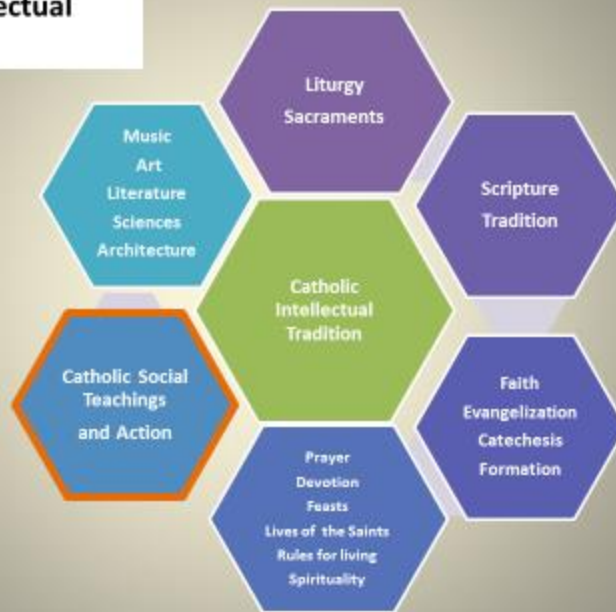 Liturgy
Sacraments
Music
Art
Literature
Sciences
Architecture
Scripture
Tradition
Catholic
Intellectual
Tradition
Catholic Social
Teachings
and Action
Faith
Evangelization
Catechesis
Formation
Prayer
Devotion
Feasts
Lives of the Saints
Rules for living
Spirituality